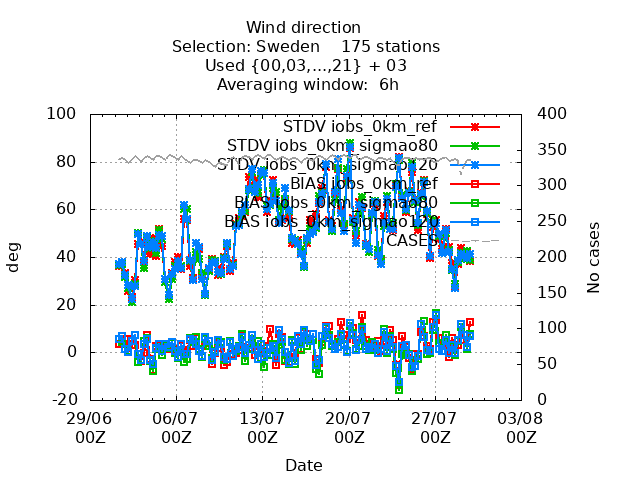 Wind direction
Selection: Sweden    175 stations
Used {00,03,...,21} + 03
Averaging window:  6h
100
80
60
40
20
0
-20
400
350
300
250
200
150
100
50
0
deg
No cases
STDV iobs_0km_ref
STDV iobs_0km_sigmao80
STDV iobs_0km_sigmao120
BIAS iobs_0km_ref
BIAS iobs_0km_sigmao80
BIAS iobs_0km_sigmao120
CASES
29/06 06/07 13/07 20/07 27/07 03/08
00Z 00Z 00Z 00Z 00Z 00Z
Date